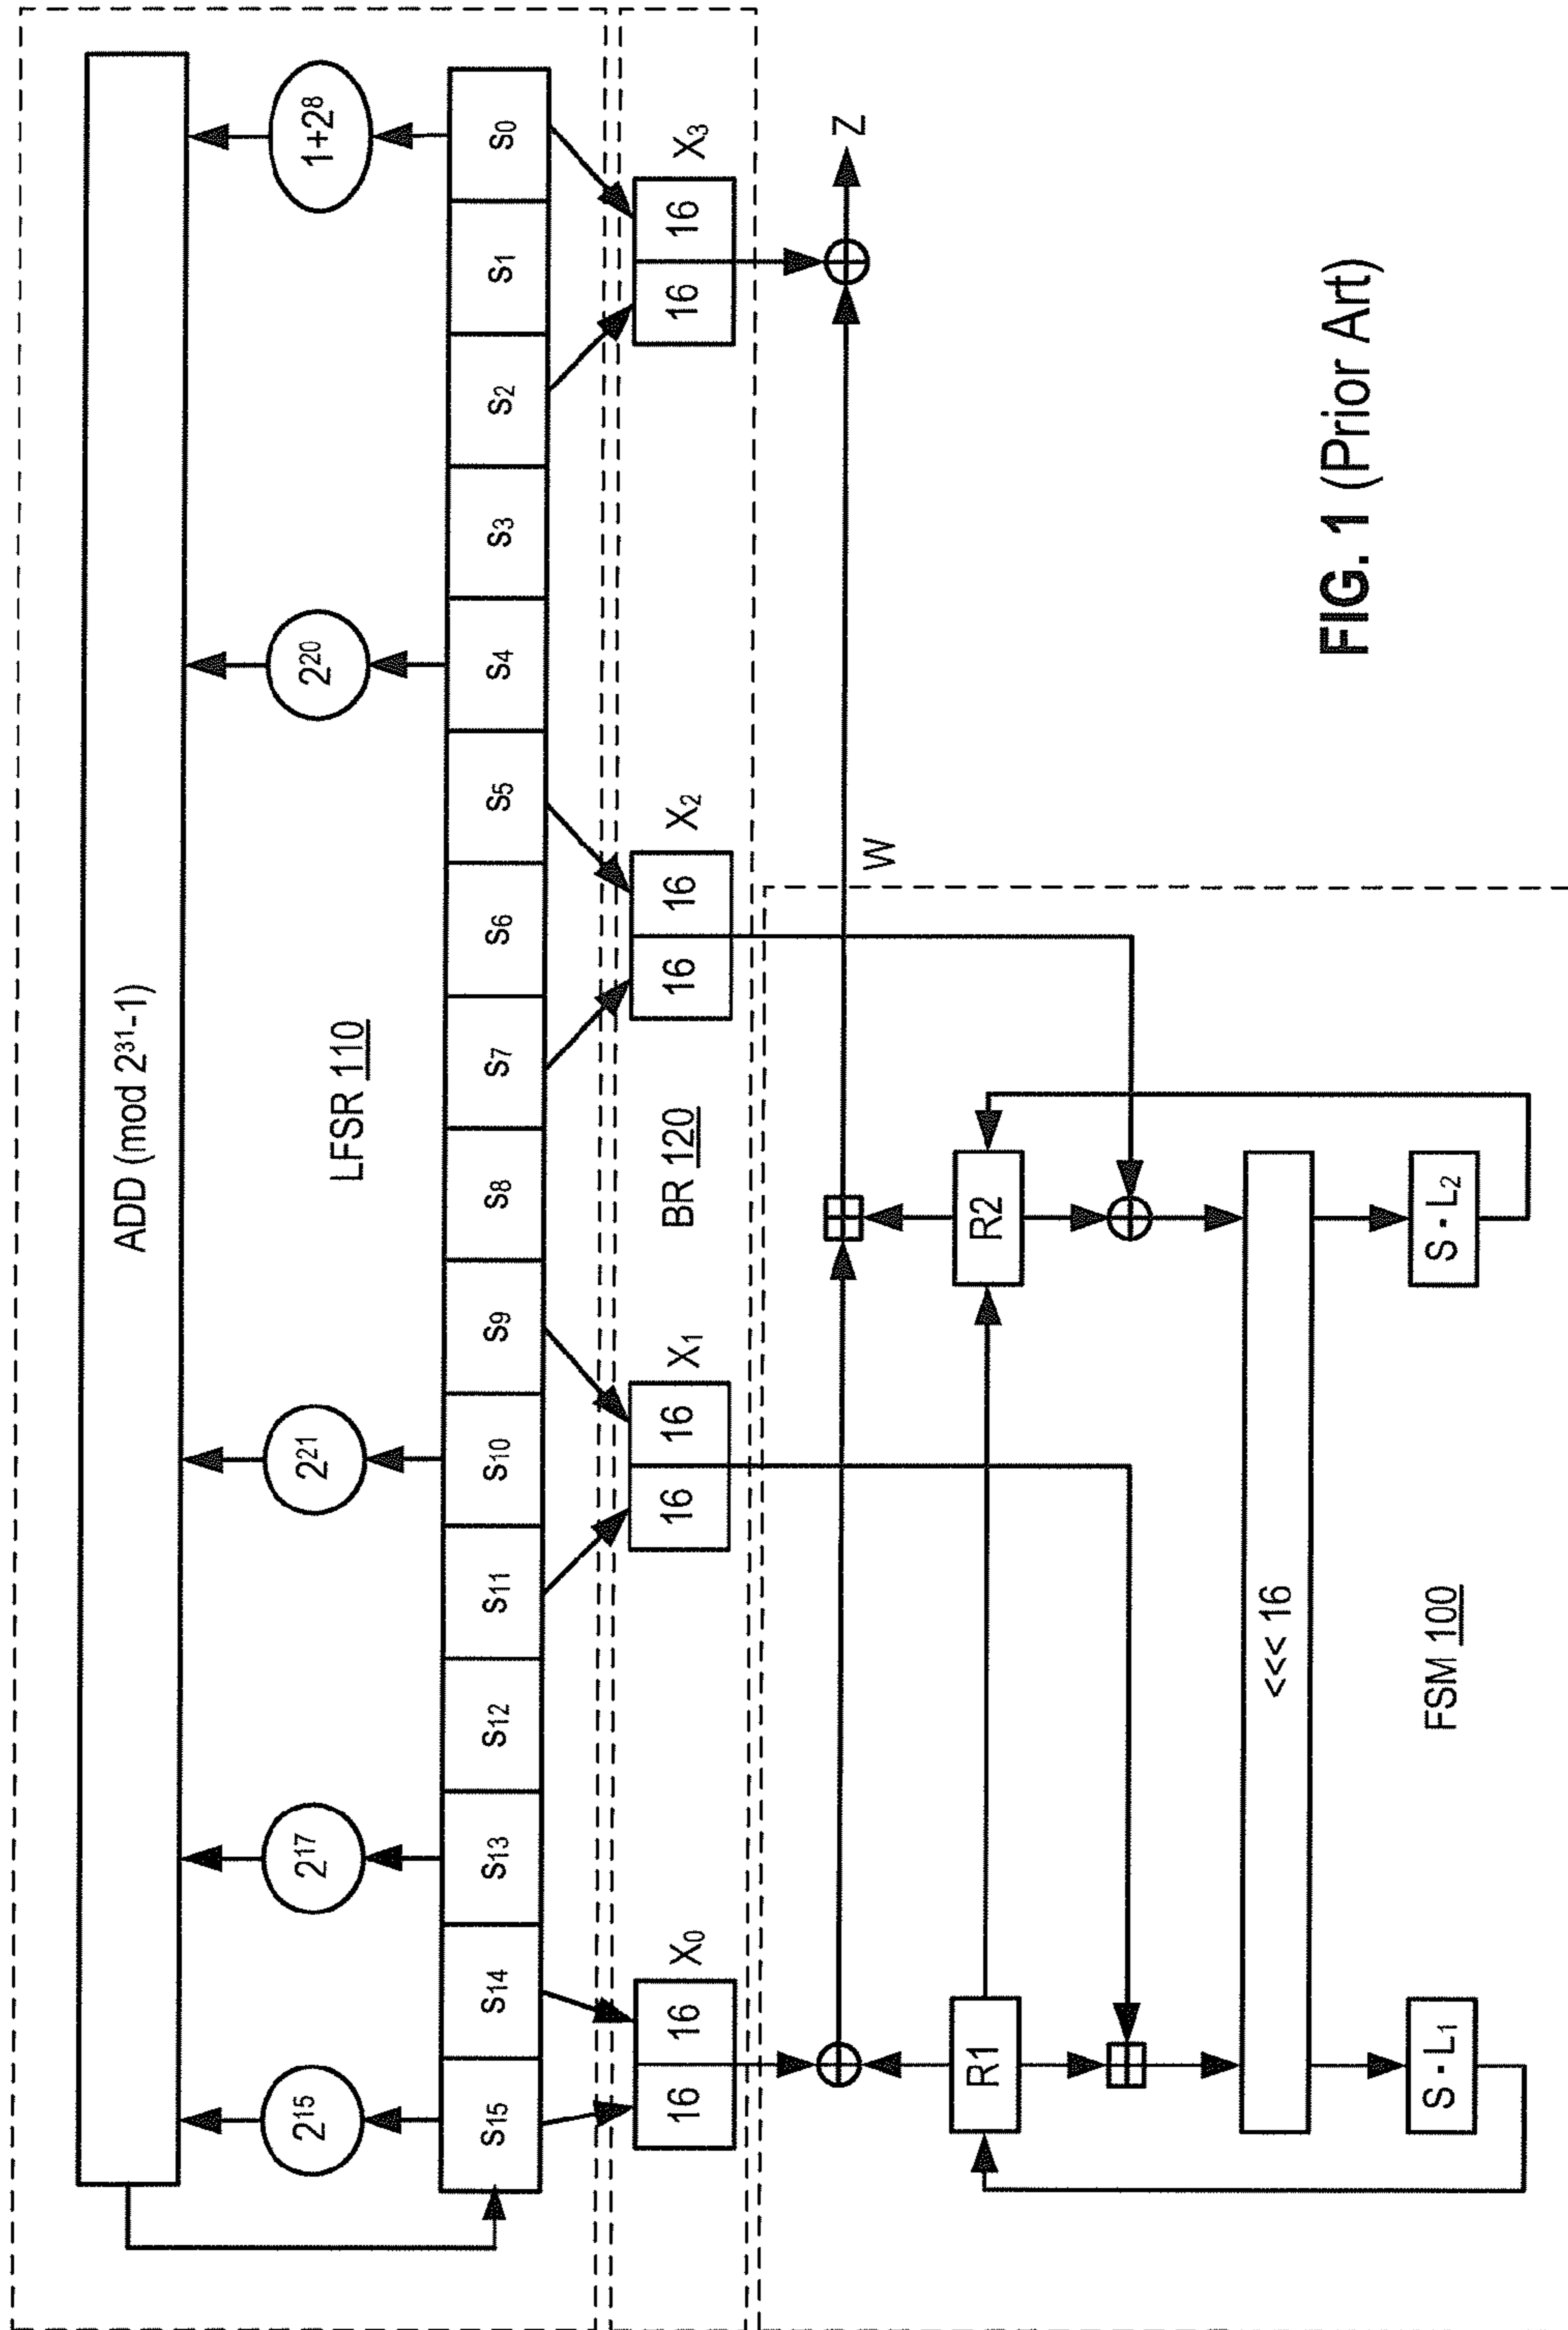 ADD (mod 2³¹-1)
2¹⁵ 2¹⁷ 2²¹ 2²⁰ 1+2⁸
LFSR 110
S₁₅ S₁₄ S₁₃ S₁₂ S₁₁ S₁₀ S₉ S₈ S₇ S₆ S₅ S₄ S₃ S₂ S₁ S₀
16 16 X₀ 16 16 X₁ BR 120 16 16 X₂ 16 16 X₃
W Z
R1 R2
<<< 16
S · L₁ FSM 100 S · L₂
FIG. 1 (Prior Art)